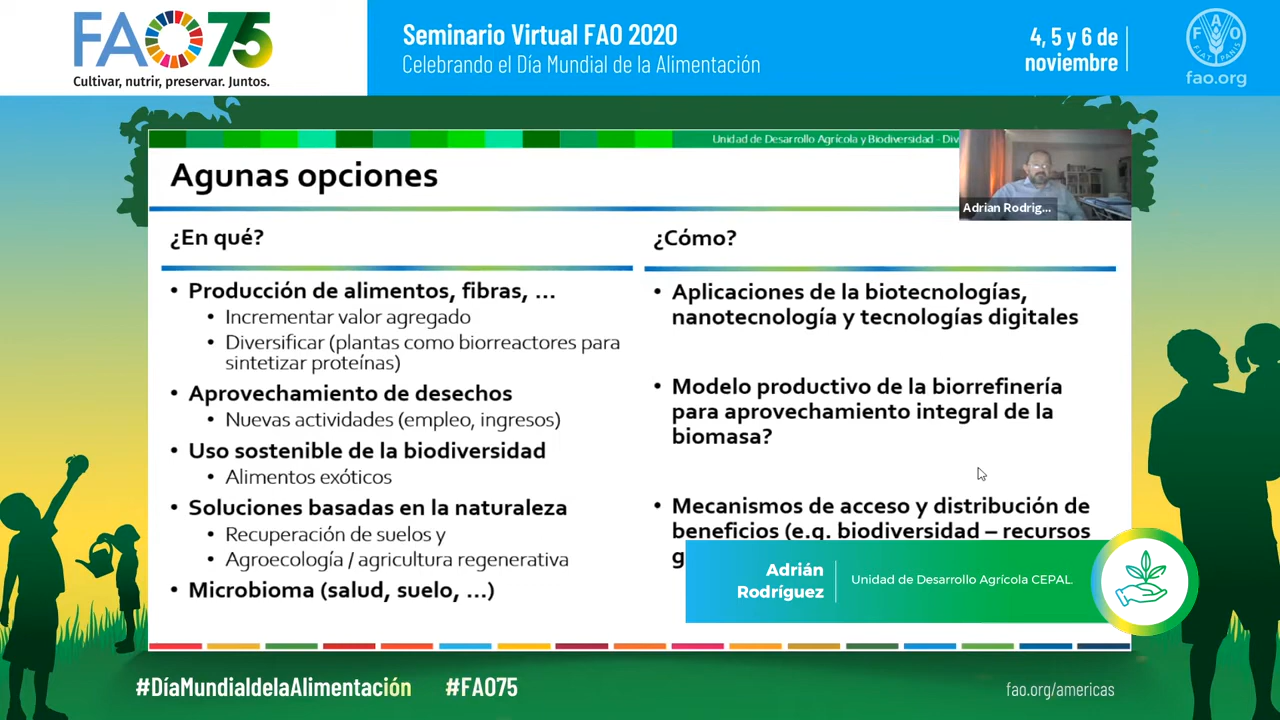 FAO75
Cultivar, nutrir, preservar. Juntos.
Seminario Virtual FAO 2020
Celebrando el Día Mundial de la Alimentación
4, 5 y 6 de
noviembre
FAO
FIAT PANIS
fao.org
Unidad de Desarrollo Agrícola y Biodiversidad - Div
Adrian Rodrig...
Agunas opciones
¿En qué?
• Producción de alimentos, fibras, ...
• Incrementar valor agregado
• Diversificar (plantas como biorreactores para
sintetizar proteínas)
• Aprovechamiento de desechos
• Nuevas actividades (empleo, ingresos)
• Uso sostenible de la biodiversidad
• Alimentos exóticos
• Soluciones basadas en la naturaleza
• Recuperación de suelos y
• Agroecología / agricultura regenerativa
• Microbioma (salud, suelo, ...)
¿Cómo?
• Aplicaciones de la biotecnologías,
nanotecnología y tecnologías digitales
• Modelo productivo de la biorrefinería
para aprovechamiento integral de la
biomasa?
• Mecanismos de acceso y distribución de
beneficios (e.g. biodiversidad – recursos
Adrián
Rodríguez
Unidad de Desarrollo Agrícola CEPAL.
#DíaMundialdelaAlimentación
#FAO75
fao.org/americas